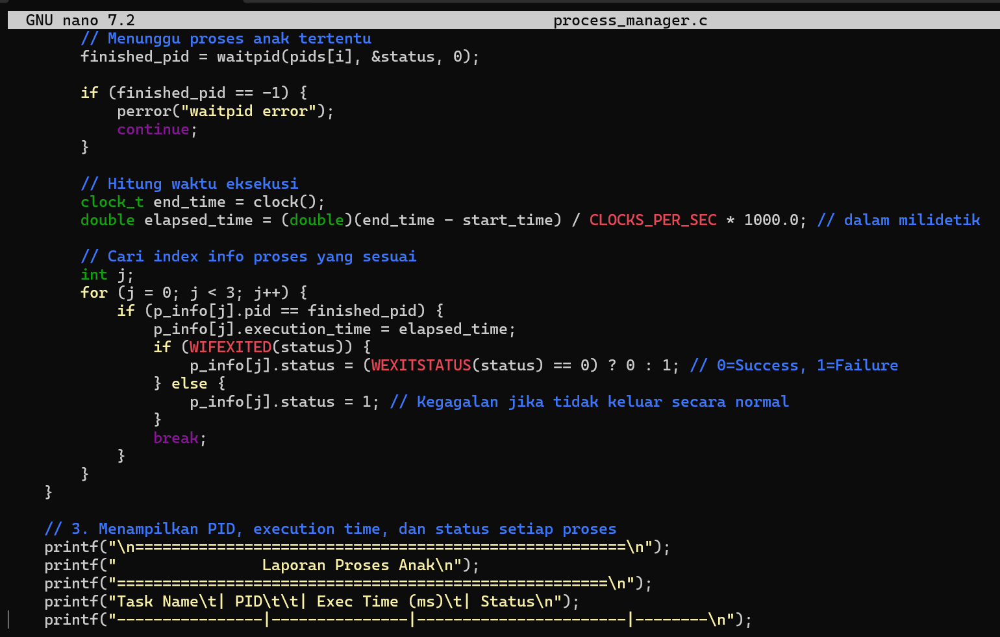 GNU nano 7.2 process_manager.c
// Menunggu proses anak tertentu
finished_pid = waitpid(pids[i], &status, 0);
if (finished_pid == -1) {
perror("waitpid error");
continue;
}
// Hitung waktu eksekusi
clock_t end_time = clock();
double elapsed_time = (double)(end_time - start_time) / CLOCKS_PER_SEC * 1000.0; // dalam milidetik
// Cari index info proses yang sesuai
int j;
for (j = 0; j < 3; j++) {
if (p_info[j].pid == finished_pid) {
p_info[j].execution_time = elapsed_time;
if (WIFEXITED(status)) {
p_info[j].status = (WEXITSTATUS(status) == 0) ? 0 : 1; // 0=Success, 1=Failure
} else {
p_info[j].status = 1; // Kegagalan jika tidak keluar secara normal
}
break;
}
}
}
// 3. Menampilkan PID, execution time, dan status setiap proses
printf("\n======================================================\n");
printf("                Laporan Proses Anak\n");
printf("======================================================\n");
printf("Task Name\t| PID\t\t| Exec Time (ms)\t| Status\n");
printf("----------------|---------------|-----------------------|--------\n");